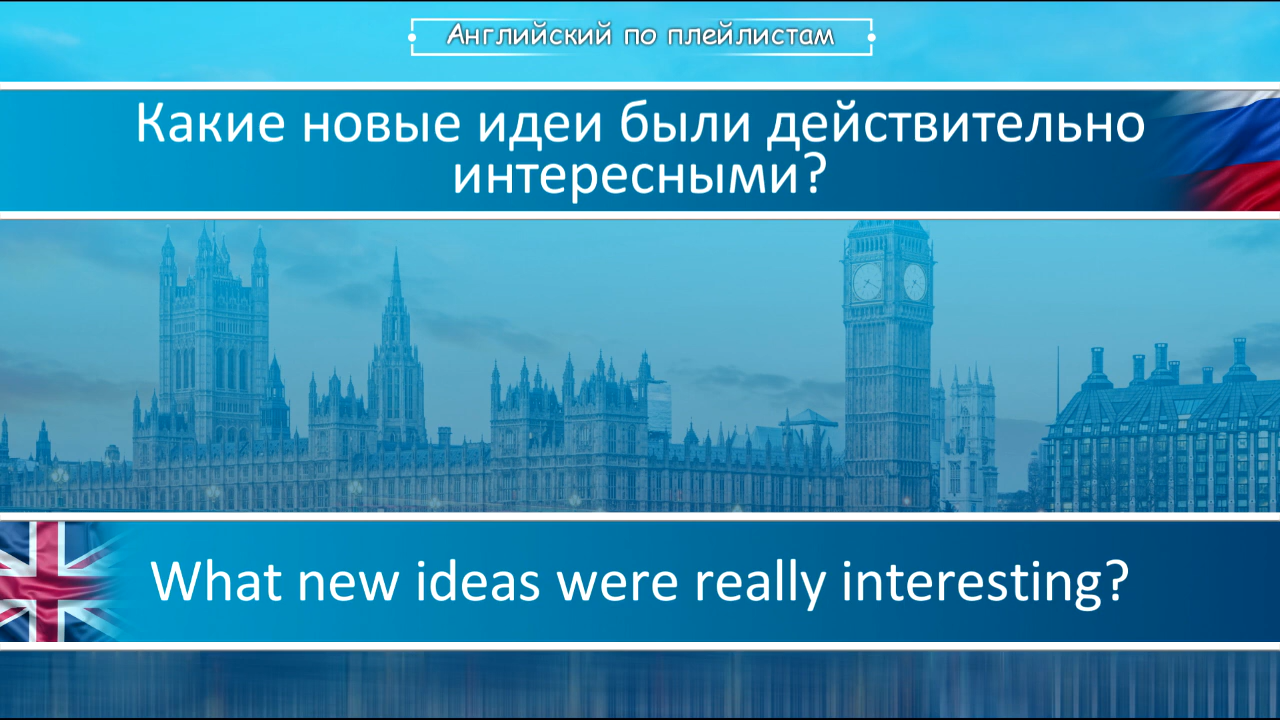 Английский по плейлистам
Какие новые идеи были действительно
интересными?
What new ideas were really interesting?